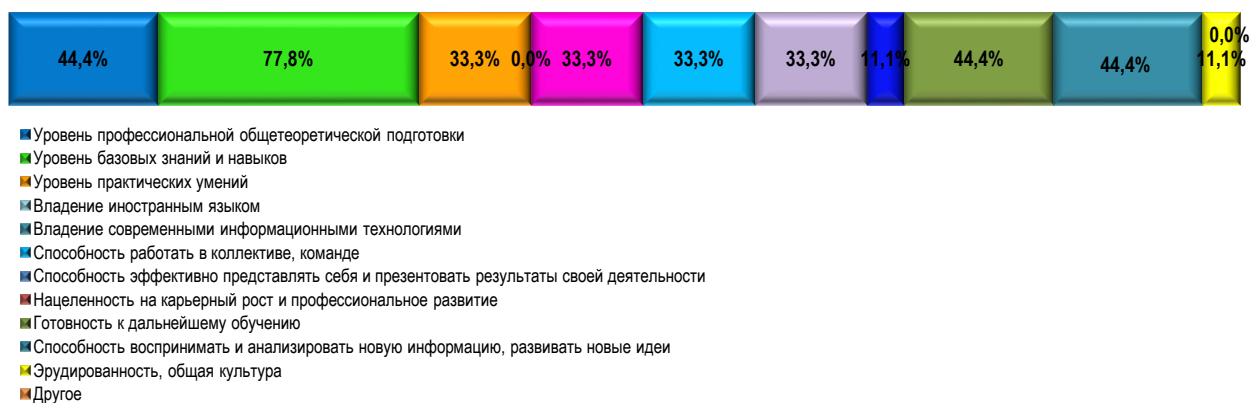 0,0%
44,4% 77,8% 33,3% 0,0% 33,3% 33,3% 33,3% 11,1% 44,4% 44,4% 11,1%
Уровень профессиональной общетеоретической подготовки
Уровень базовых знаний и навыков
Уровень практических умений
Владение иностранным языком
Владение современными информационными технологиями
Способность работать в коллективе, команде
Способность эффективно представлять себя и презентовать результаты своей деятельности
Нацеленность на карьерный рост и профессиональное развитие
Готовность к дальнейшему обучению
Способность воспринимать и анализировать новую информацию, развивать новые идеи
Эрудированность, общая культура
Другое